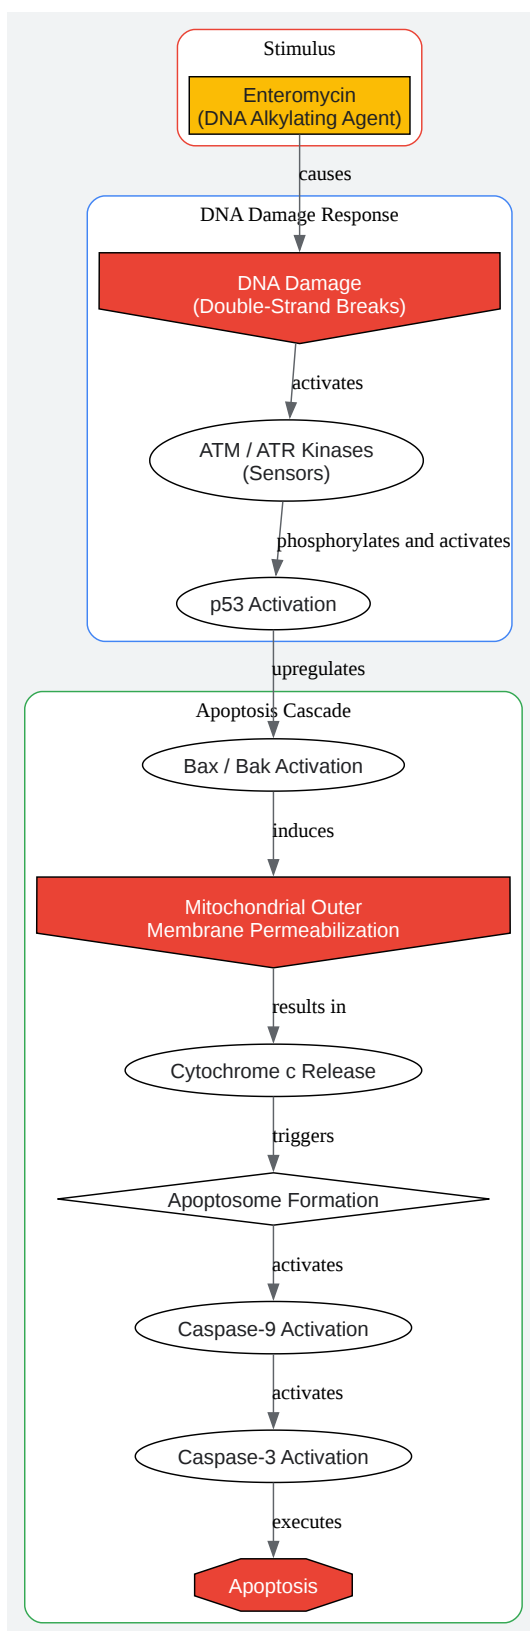 Stimulus
Enteromycin
(DNA Alkylating Agent)
causes
DNA Damage Response
DNA Damage
(Double-Strand Breaks)
activates
ATM / ATR Kinases
(Sensors)
phosphorylates and activates
p53 Activation
upregulates
Apoptosis Cascade
Bax / Bak Activation
induces
Mitochondrial Outer
Membrane Permeabilization
results in
Cytochrome c Release
triggers
Apoptosome Formation
activates
Caspase-9 Activation
activates
Caspase-3 Activation
executes
Apoptosis